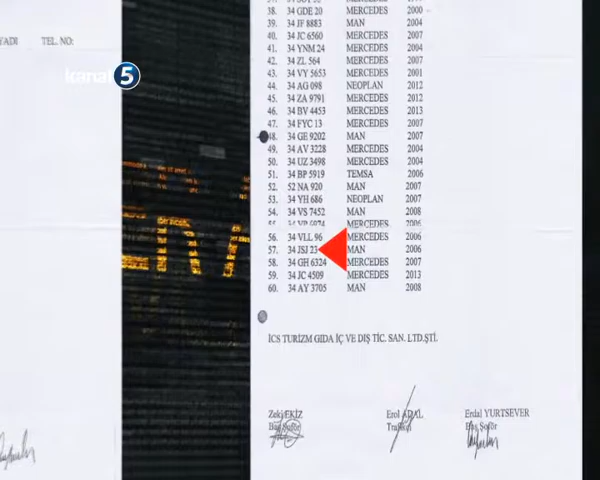 YADI TEL. NO:
kanal 5
38. 34 GDE 20 MERCEDES 2000
39. 34 JF 8883 MAN 2004
40. 34 JC 6560 MERCEDES 2007
41. 34 YNM 24 MERCEDES 2004
42. 34 ZL 564 MERCEDES 2007
43. 34 VY 5653 MERCEDES 2001
44. 34 AG 098 NEOPLAN 2012
45. 34 ZA 9791 MERCEDES 2012
46. 34 BV 4453 MERCEDES 2013
47. 34 FYC 13 MERCEDES 2007
48. 34 GE 9202 MAN 2007
49. 34 AV 3228 MERCEDES 2004
50. 34 UZ 3498 MERCEDES 2004
51. 34 BP 5919 TEMSA 2006
52. 52 NA 920 MAN 2007
53. 34 YH 686 NEOPLAN 2007
54. 34 VS 7452 MAN 2008
MERCEDES 2006
56. 34 VLL 96 MERCEDES 2006
57. 34 JSJ 23 MAN 2006
58. 34 GH 6324 MERCEDES 2007
59. 34 JC 4509 MERCEDES 2013
60. 34 AY 3705 MAN 2008
İCS TURİZM GIDA İÇ VE DIŞ TİC. SAN. LTD.ŞTİ.
Zeki EKİZ Erol Erdal YURTSEVER
Baş Şoför Baş Şoför